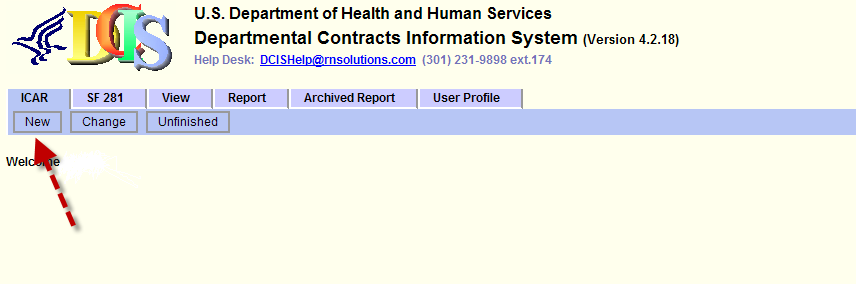 DCIS
U.S. Department of Health and Human Services
Departmental Contracts Information System (Version 4.2.18)
Help Desk: DCISHelp@rnsolutions.com (301) 231-9898 ext.174
ICAR SF 281 View Report Archived Report User Profile
New Change Unfinished
Welcome